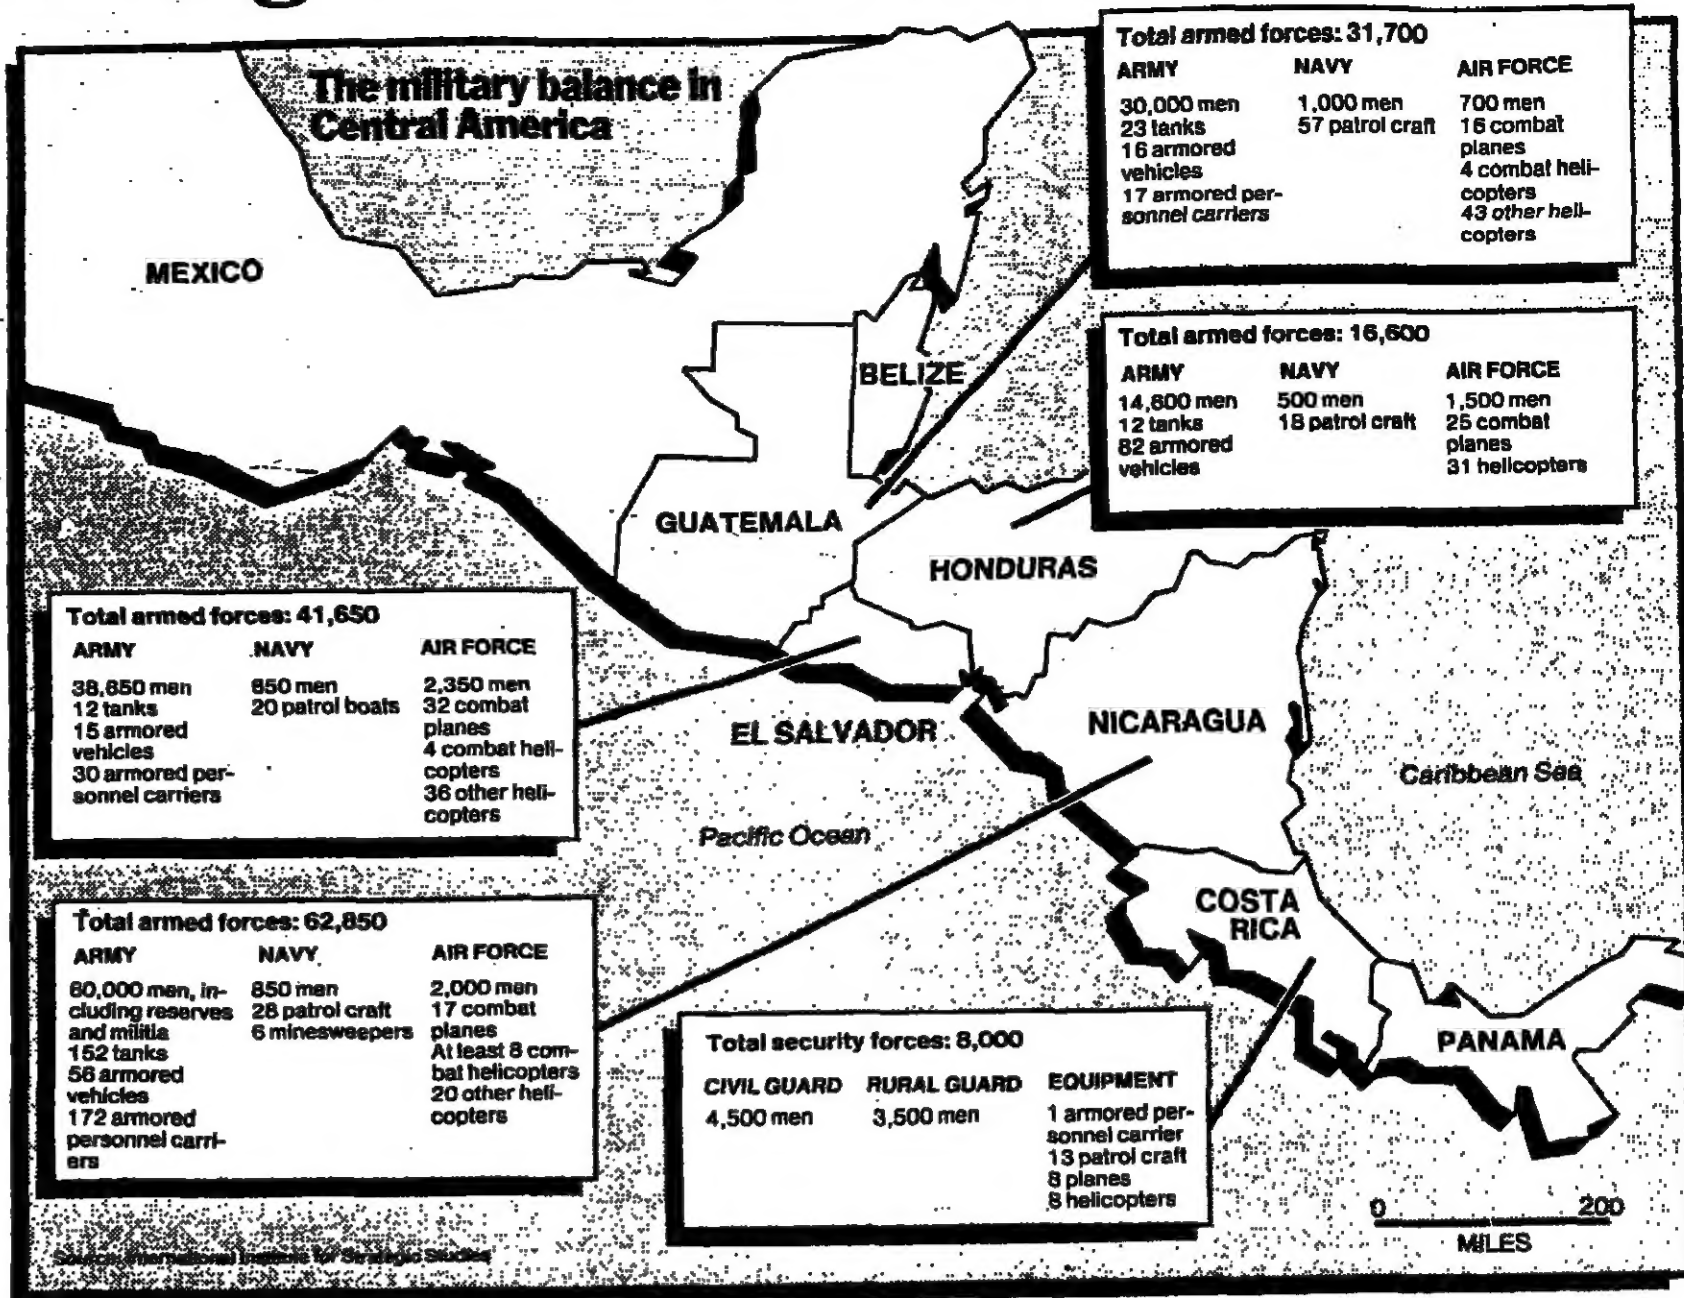 The military balance in
Central America
MEXICO
BELIZE
GUATEMALA
HONDURAS
EL SALVADOR
NICARAGUA
COSTA
RICA
PANAMA
Pacific Ocean
Caribbean Sea
Total armed forces: 31,700
ARMY
30,000 men
23 tanks
16 armored
vehicles
17 armored per-
sonnel carriers
NAVY
1,000 men
57 patrol craft
AIR FORCE
700 men
16 combat
planes
4 combat heli-
copters
43 other heli-
copters
Total armed forces: 16,600
ARMY
14,600 men
12 tanks
82 armored
vehicles
NAVY
500 men
18 patrol craft
AIR FORCE
1,500 men
25 combat
planes
31 helicopters
Total armed forces: 41,650
ARMY
38,650 men
12 tanks
15 armored
vehicles
30 armored per-
sonnel carriers
NAVY
650 men
20 patrol boats
AIR FORCE
2,350 men
32 combat
planes
4 combat heli-
copters
36 other heli-
copters
Total armed forces: 62,850
ARMY
60,000 men, in-
cluding reserves
and militia
152 tanks
56 armored
vehicles
172 armored
personnel carri-
ers
NAVY
850 men
28 patrol craft
6 minesweepers
AIR FORCE
2,000 men
17 combat
planes
At least 8 com-
bat helicopters
20 other heli-
copters
Total security forces: 8,000
CIVIL GUARD
4,500 men
RURAL GUARD
3,500 men
EQUIPMENT
1 armored per-
sonnel carrier
13 patrol craft
8 planes
8 helicopters
0 200
MILES
Source: International Institute for Strategic Studies